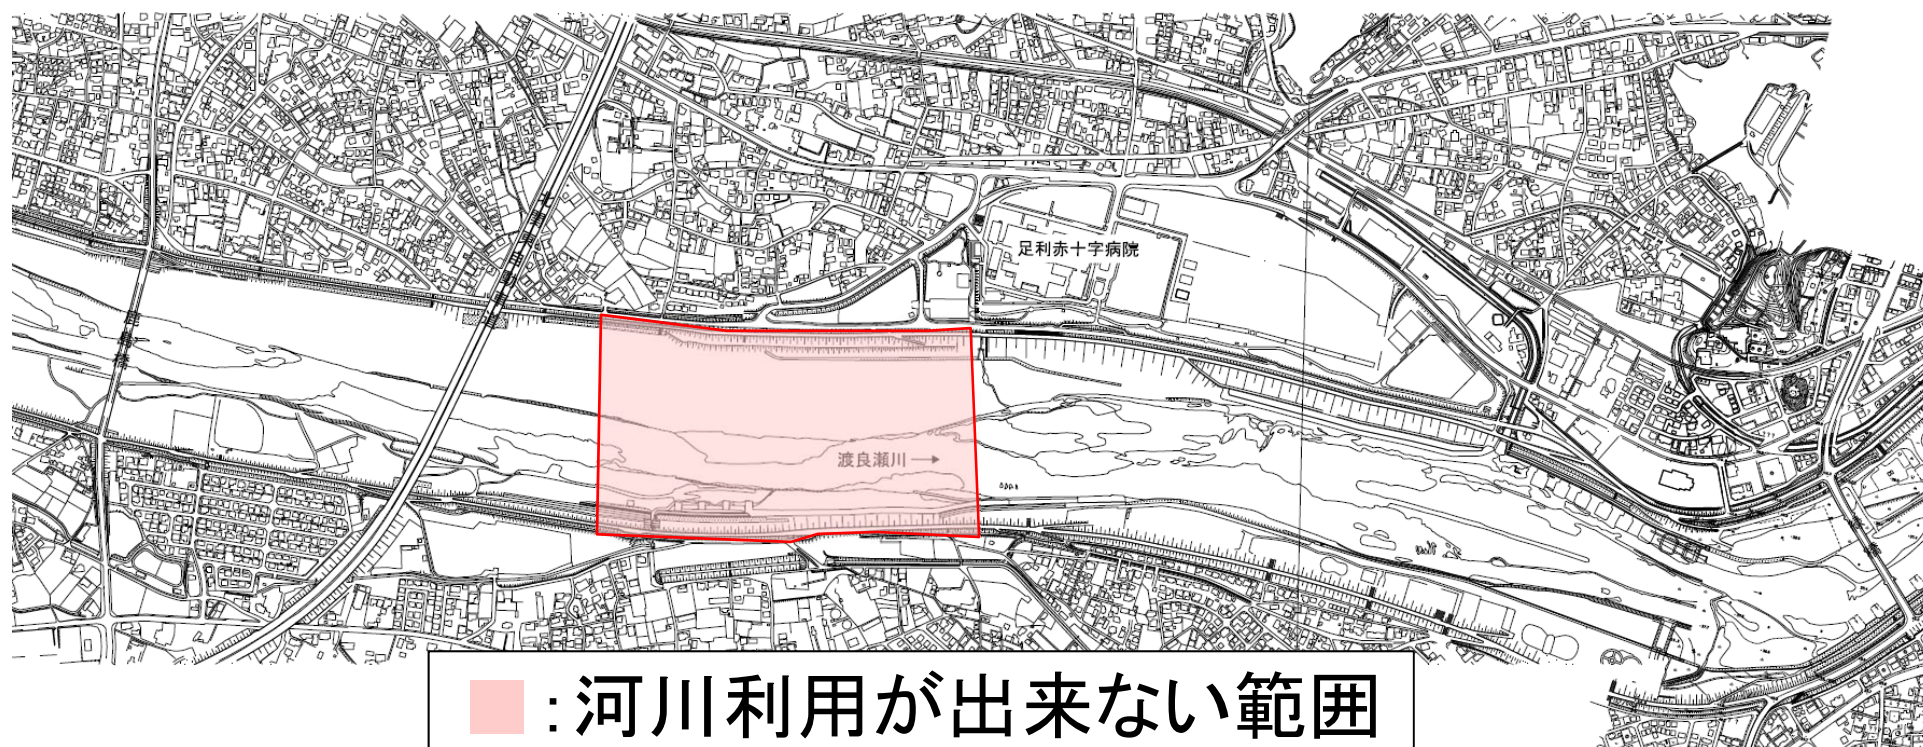 足利赤十字病院
渡良瀬川→
:河川利用が出来ない範囲